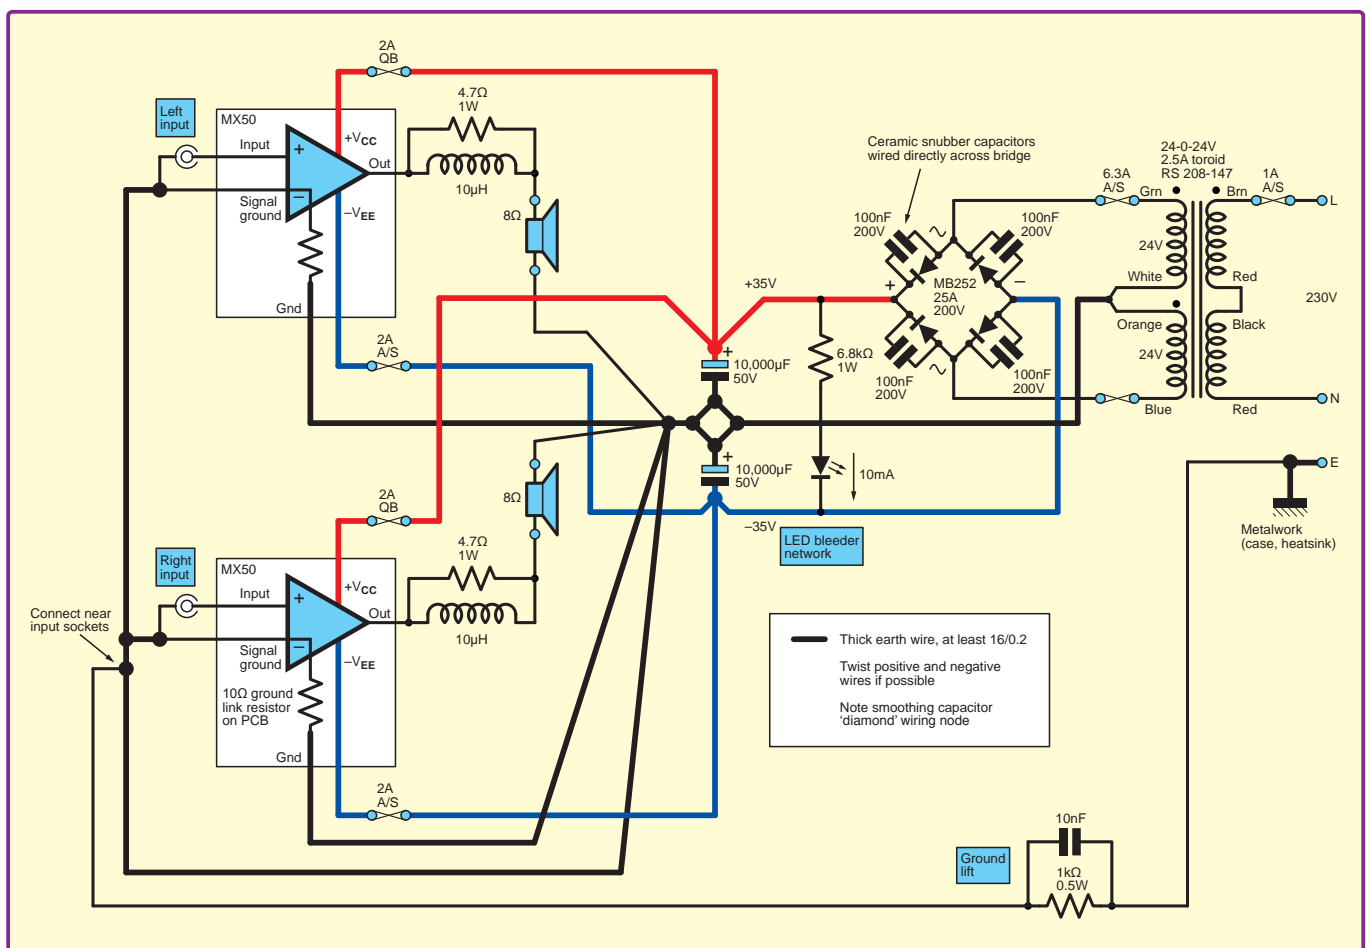 2A
QB
4.7Ω
1W
Left
input
MX50
Input
+VCC
Out
+
−
Signal
ground
−VEE
10µH
8Ω
Gnd
2A
A/S
Ceramic snubber capacitors
wired directly across bridge
100nF
200V
100nF
200V
MB252
25A
200V
+
−
100nF
200V
100nF
200V
+35V
6.8kΩ
1W
24-0-24V
2.5A toroid
RS 208-147
6.3A
A/S
Grn
Brn
1A
A/S
L
24V
White
Red
230V
Orange
Black
24V
Blue
Red
N
+
10,000µF
50V
+
10,000µF
50V
10mA
−35V
LED bleeder
network
E
Metalwork
(case, heatsink)
2A
QB
8Ω
4.7Ω
1W
Right
input
MX50
Input
+VCC
Out
+
−
Signal
ground
−VEE
10µH
Connect near
input sockets
10Ω ground
link resistor
on PCB
Gnd
2A
A/S
Thick earth wire, at least 16/0.2
Twist positive and negative
wires if possible
Note smoothing capacitor
‘diamond’ wiring node
Ground
lift
10nF
1kΩ
0.5W